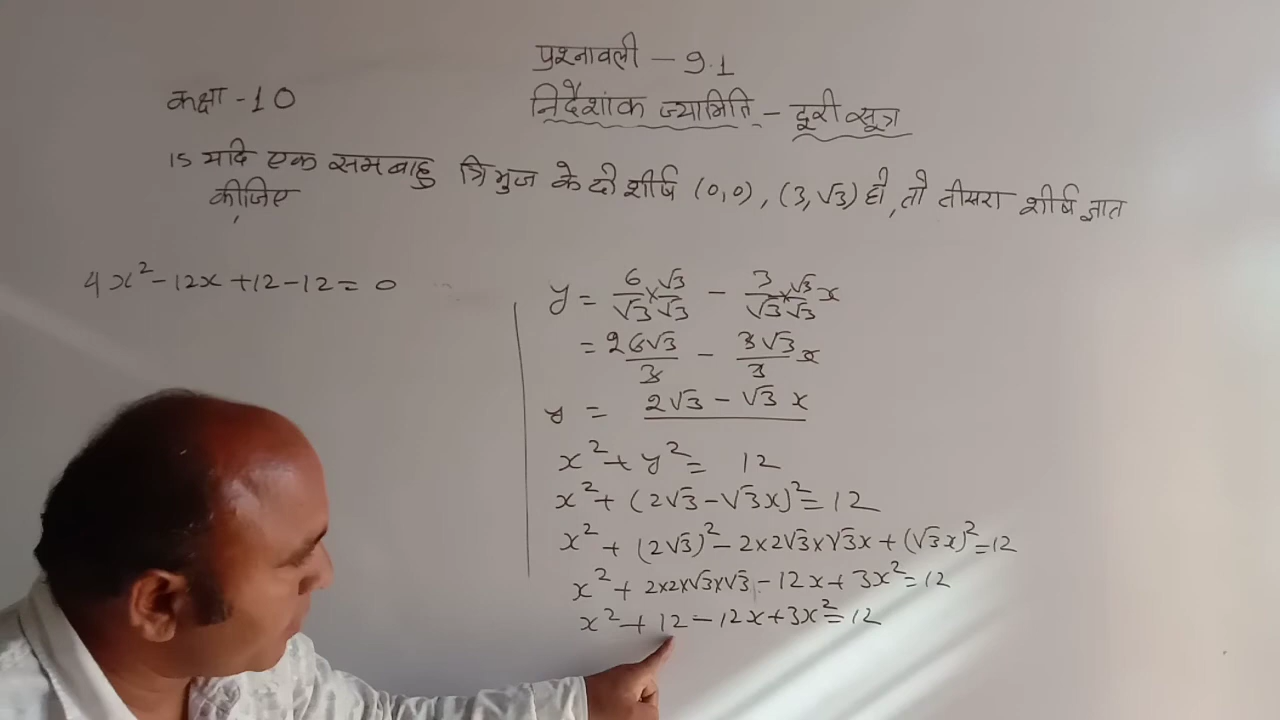 प्रश्नावली - 9.1
कक्षा -10
निर्देशांक ज्यामिति - दूरी सूत्र
15 यदि एक समबाहु त्रिभुज के दो शीर्ष (0,0), (3,√3) हो, तो तीसरा शीर्ष ज्ञात
कीजिए
4x² - 12x + 12 - 12 = 0
y = 6/√3 × √3/√3 - 3/√3 × √3/√3 x
= 2 6√3/3 - 3√3/3 x
y = 2√3 - √3 x
x² + y² = 12
x² + (2√3 - √3x)² = 12
x² + (2√3)² - 2×2√3×√3x + (√3x)² = 12
x² + 2×2×√3×√3 - 12x + 3x² = 12
x² + 12 - 12x + 3x² = 12